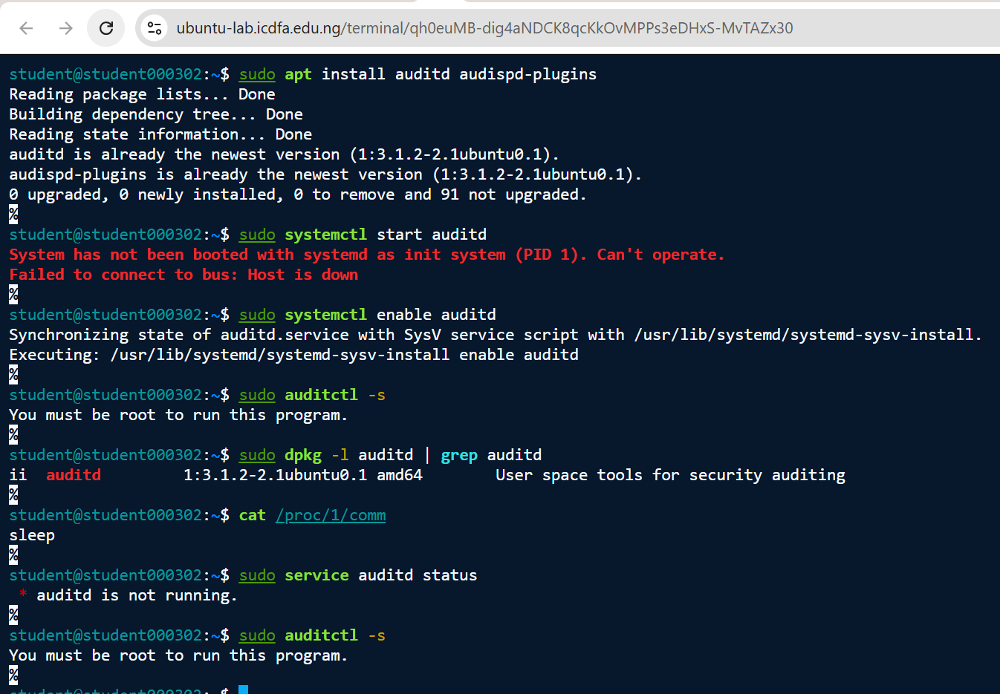 ubuntu-lab.icdfa.edu.ng/terminal/qh0euMB-dig4aNDCK8qcKkOvMPPs3eDHxS-MvTAZx30
student@student000302:~$ sudo apt install auditd audispd-plugins
Reading package lists... Done
Building dependency tree... Done
Reading state information... Done
auditd is already the newest version (1:3.1.2-2.1ubuntu0.1).
audispd-plugins is already the newest version (1:3.1.2-2.1ubuntu0.1).
0 upgraded, 0 newly installed, 0 to remove and 91 not upgraded.
%
student@student000302:~$ sudo systemctl start auditd
System has not been booted with systemd as init system (PID 1). Can't operate.
Failed to connect to bus: Host is down
%
student@student000302:~$ sudo systemctl enable auditd
Synchronizing state of auditd.service with SysV service script with /usr/lib/systemd/systemd-sysv-install.
Executing: /usr/lib/systemd/systemd-sysv-install enable auditd
%
student@student000302:~$ sudo auditctl -s
You must be root to run this program.
%
student@student000302:~$ sudo dpkg -l auditd | grep auditd
ii  auditd         1:3.1.2-2.1ubuntu0.1 amd64        User space tools for security auditing
%
student@student000302:~$ cat /proc/1/comm
sleep
%
student@student000302:~$ sudo service auditd status
 * auditd is not running.
%
student@student000302:~$ sudo auditctl -s
You must be root to run this program.
%
student@student000302:~$